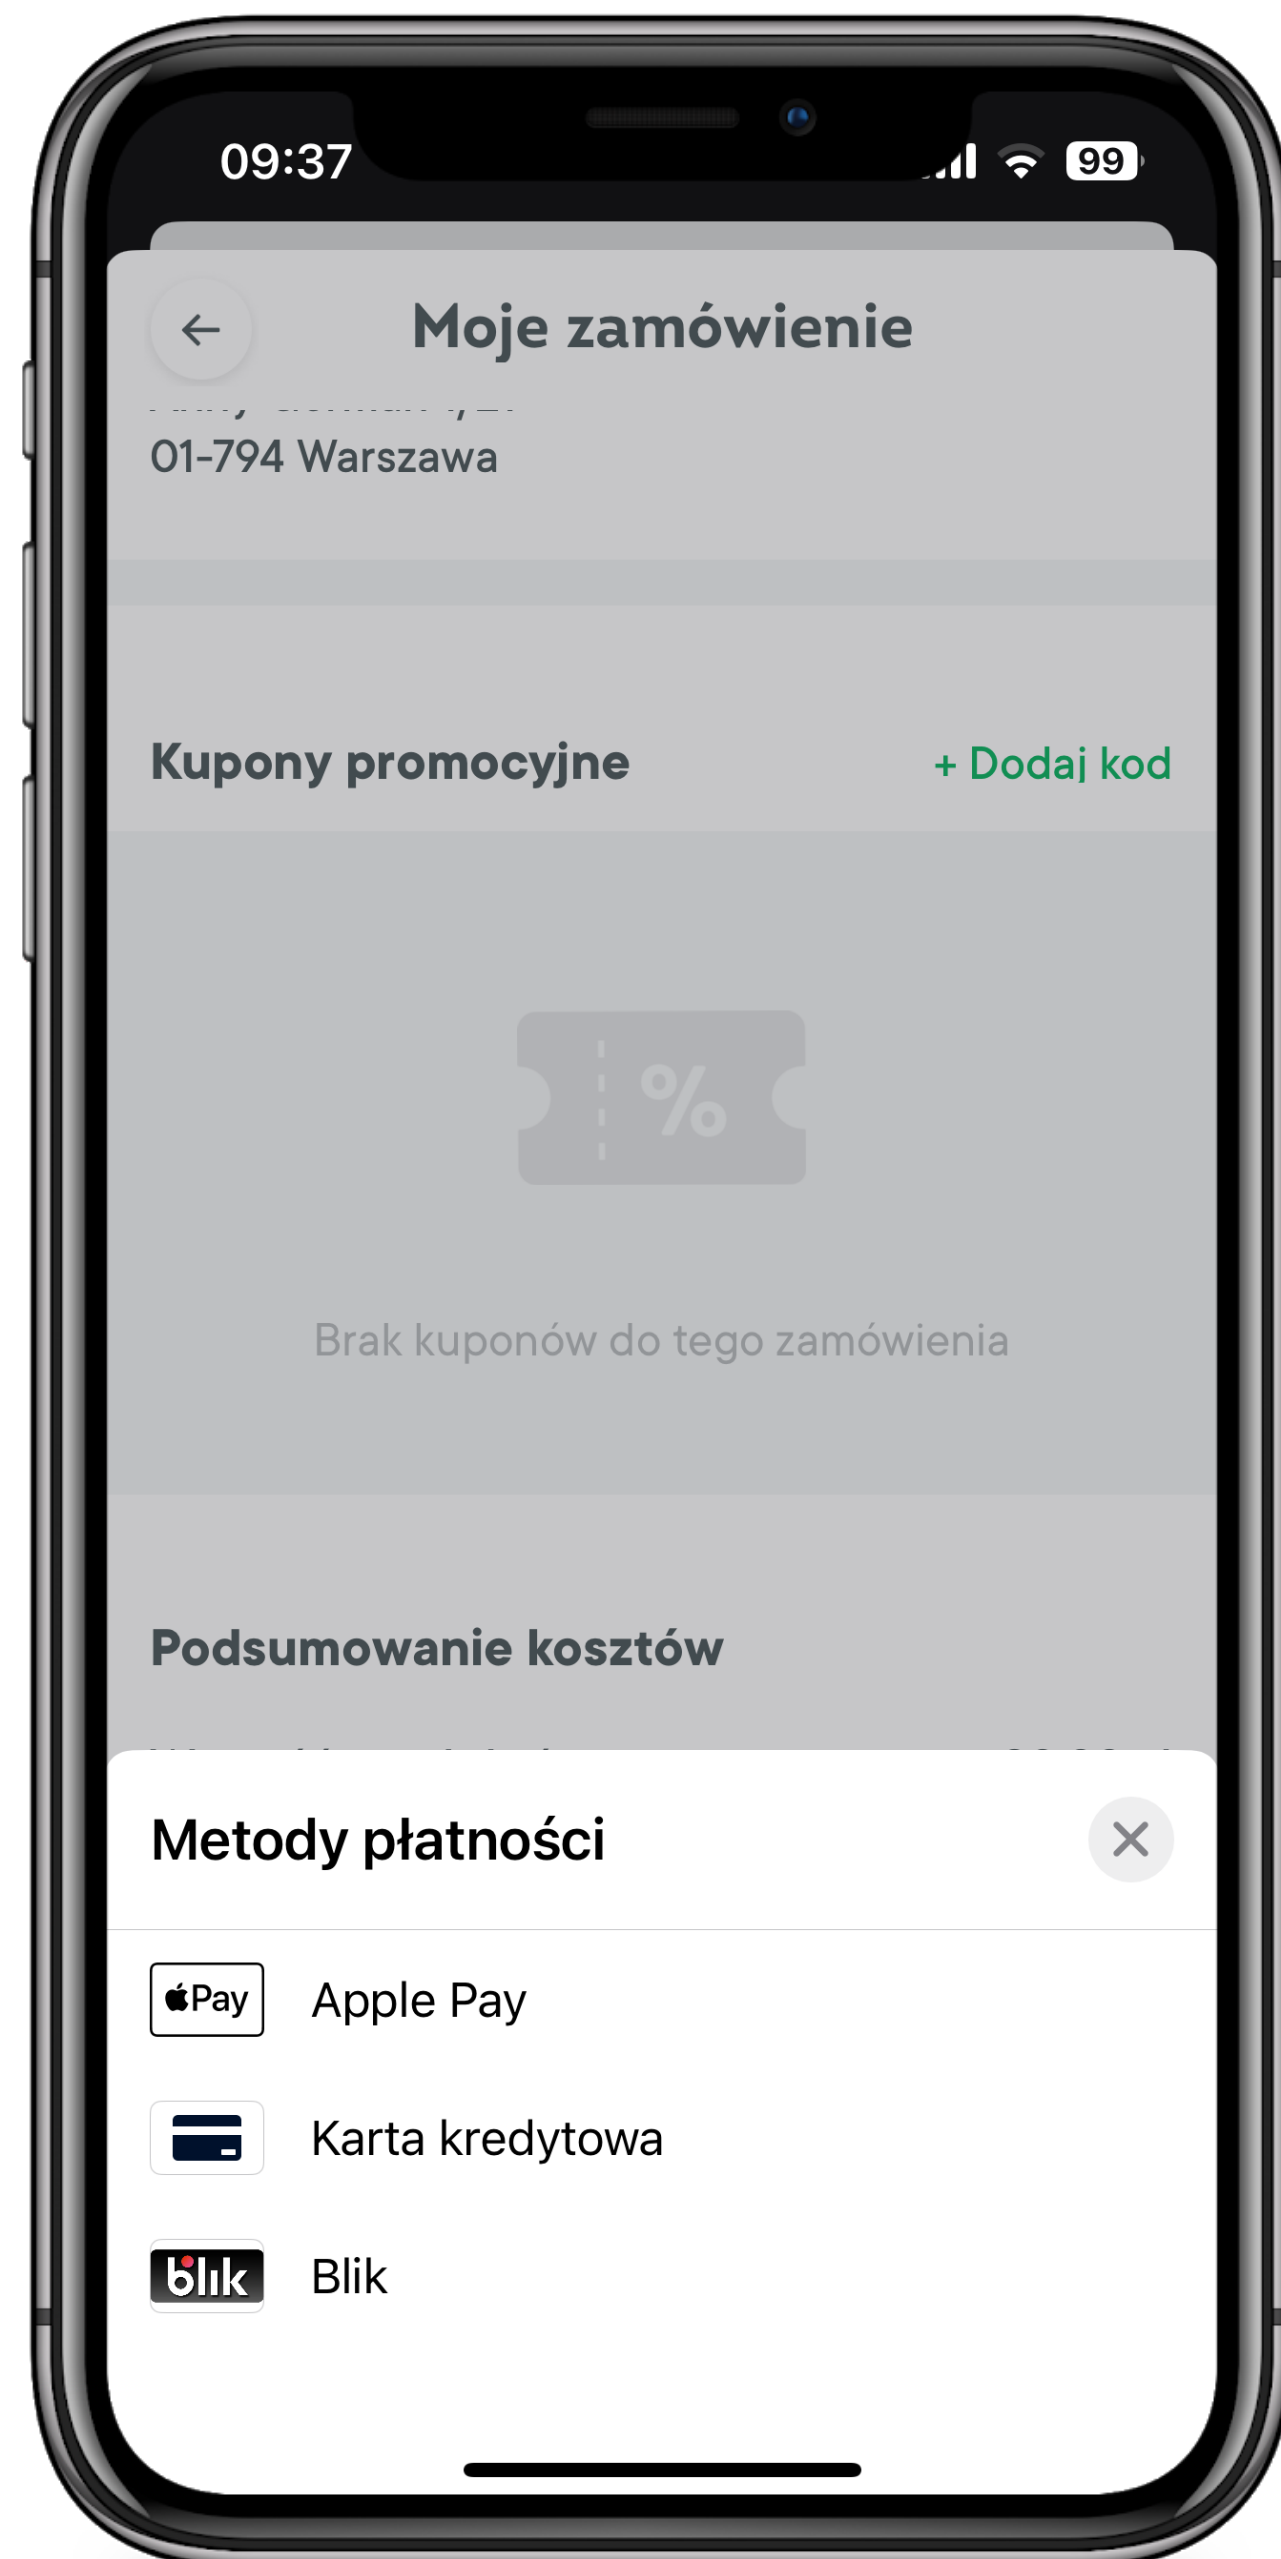 09:37
99
Moje zamówienie
01-794 Warszawa
Kupony promocyjne
+ Dodaj kod
%
Brak kuponów do tego zamówienia
Podsumowanie kosztów
Metody płatności
Pay
Apple Pay
Karta kredytowa
blik
Blik